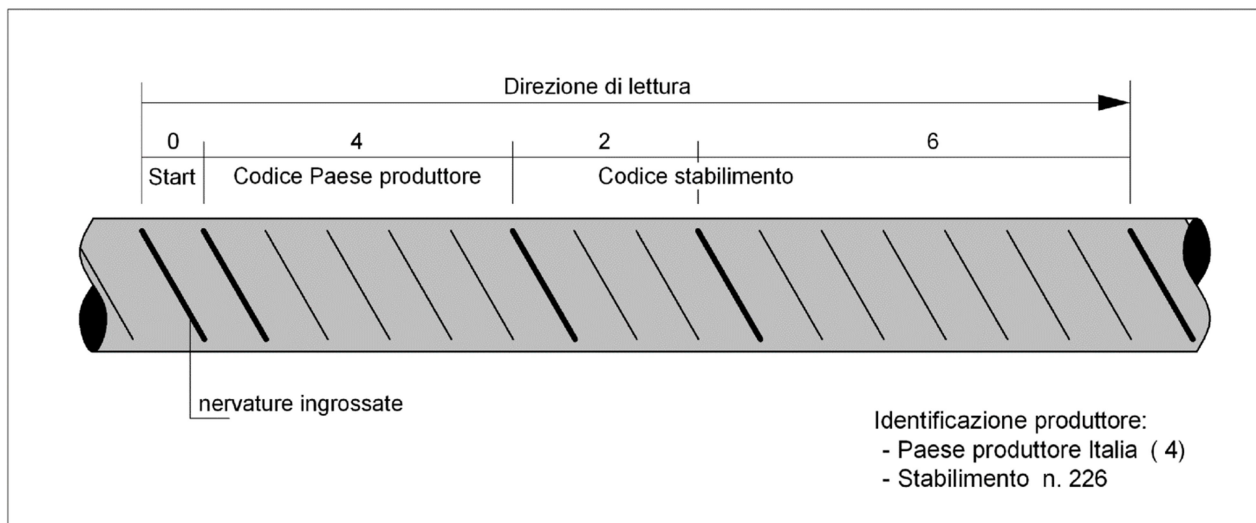 Direzione di lettura
0 4 2 6
Start Codice Paese produttore Codice stabilimento
nervature ingrossate
Identificazione produttore:
- Paese produttore Italia ( 4)
- Stabilimento n. 226